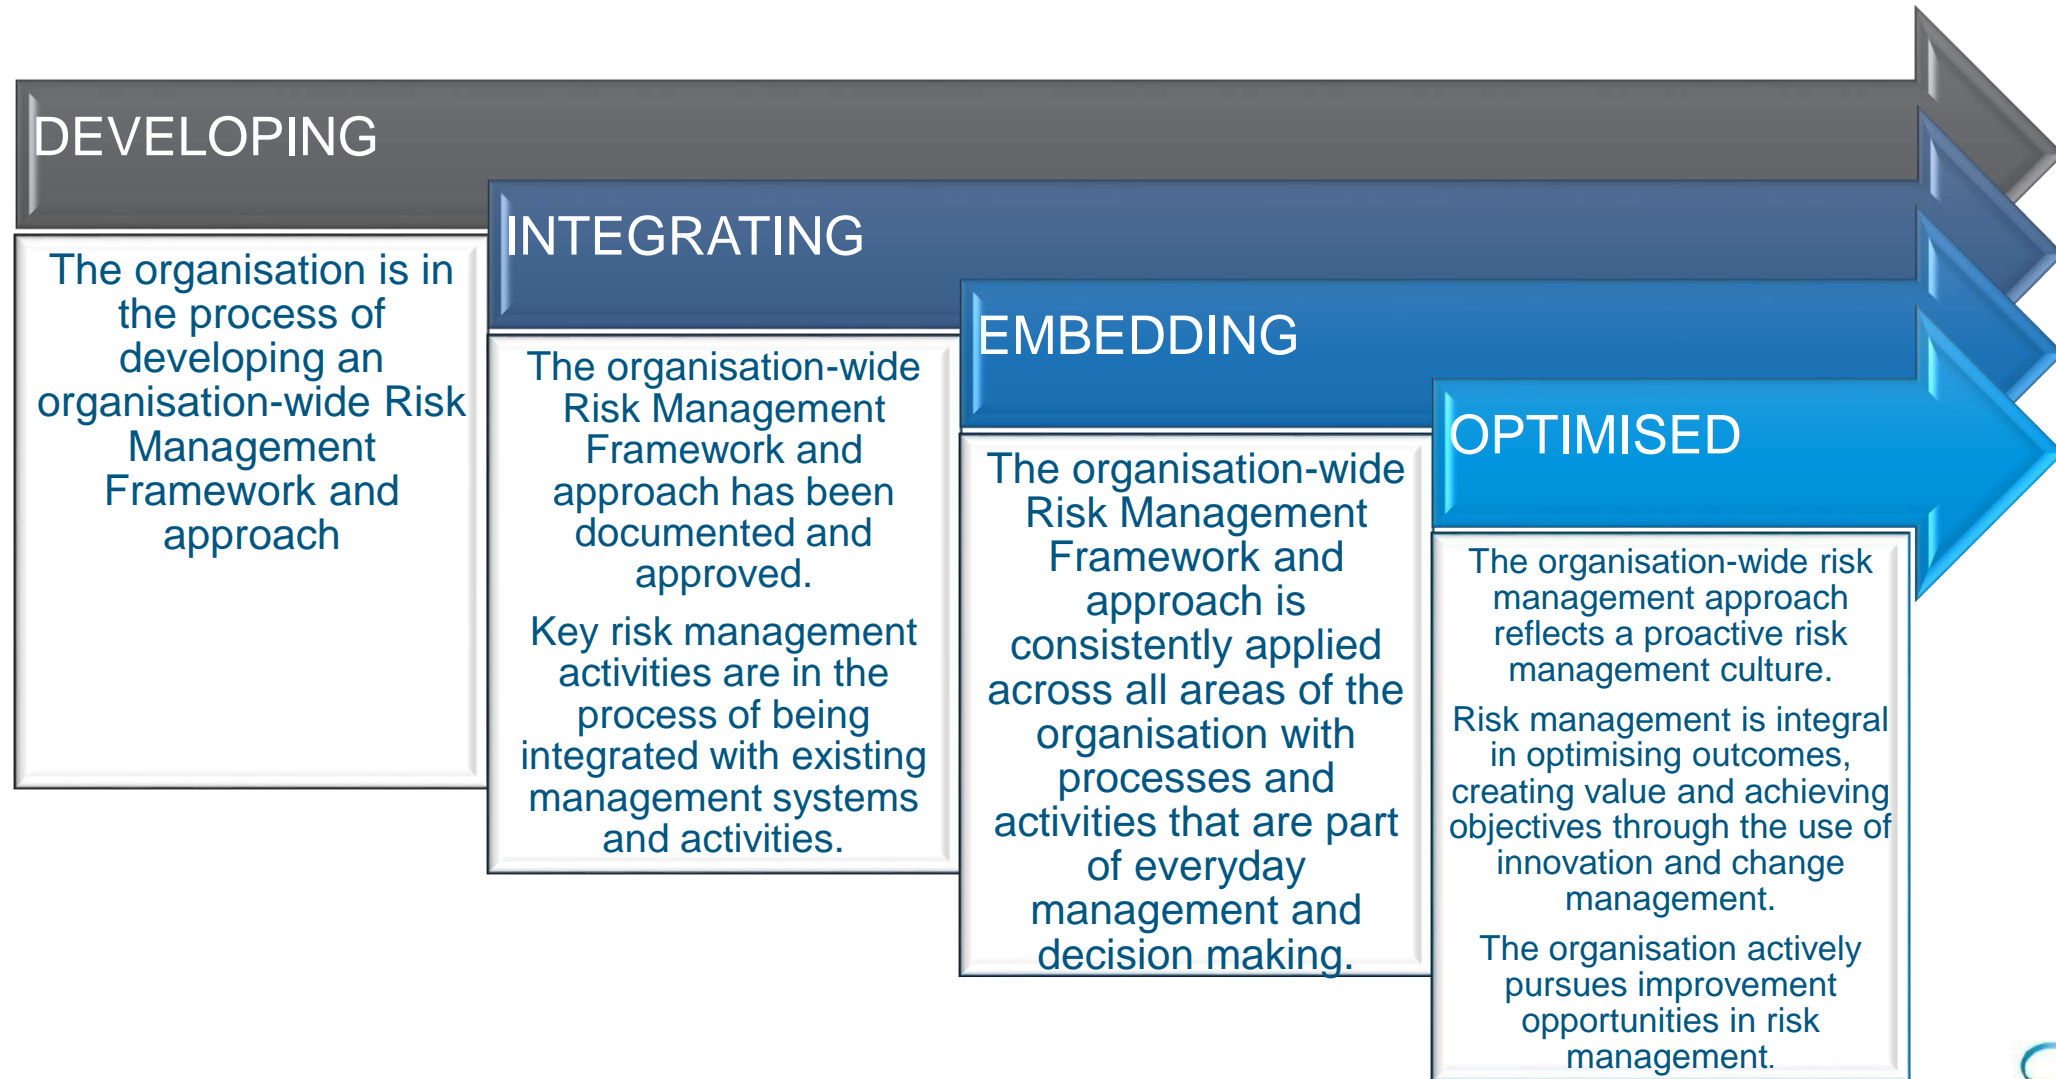 DEVELOPING
The organisation is in
the process of
developing an
organisation-wide Risk
Management
Framework and
approach
INTEGRATING
The organisation-wide
Risk Management
Framework and
approach has been
documented and
approved.
Key risk management
activities are in the
process of being
integrated with existing
management systems
and activities.
EMBEDDING
The organisation-wide
Risk Management
Framework and
approach is
consistently applied
across all areas of the
organisation with
processes and
activities that are part
of everyday
management and
decision making.
OPTIMISED
The organisation-wide risk
management approach
reflects a proactive risk
management culture.
Risk management is integral
in optimising outcomes,
creating value and achieving
objectives through the use of
innovation and change
management.
The organisation actively
pursues improvement
opportunities in risk
management.